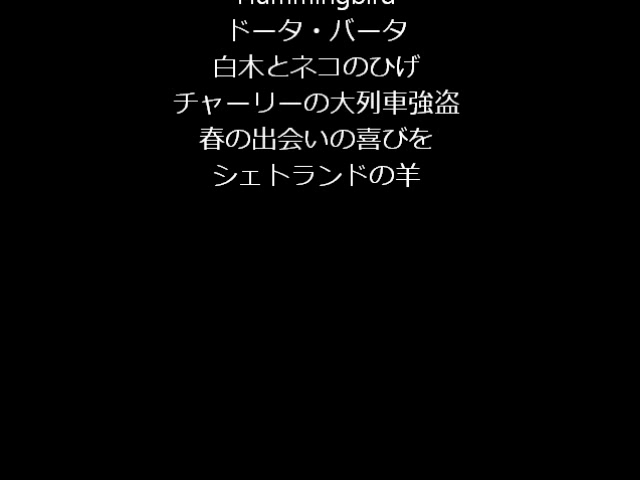 Hummingbird
ドータ・バータ
白木とネコのひげ
チャーリーの大列車強盗
春の出会いの喜びを
シェトランドの羊